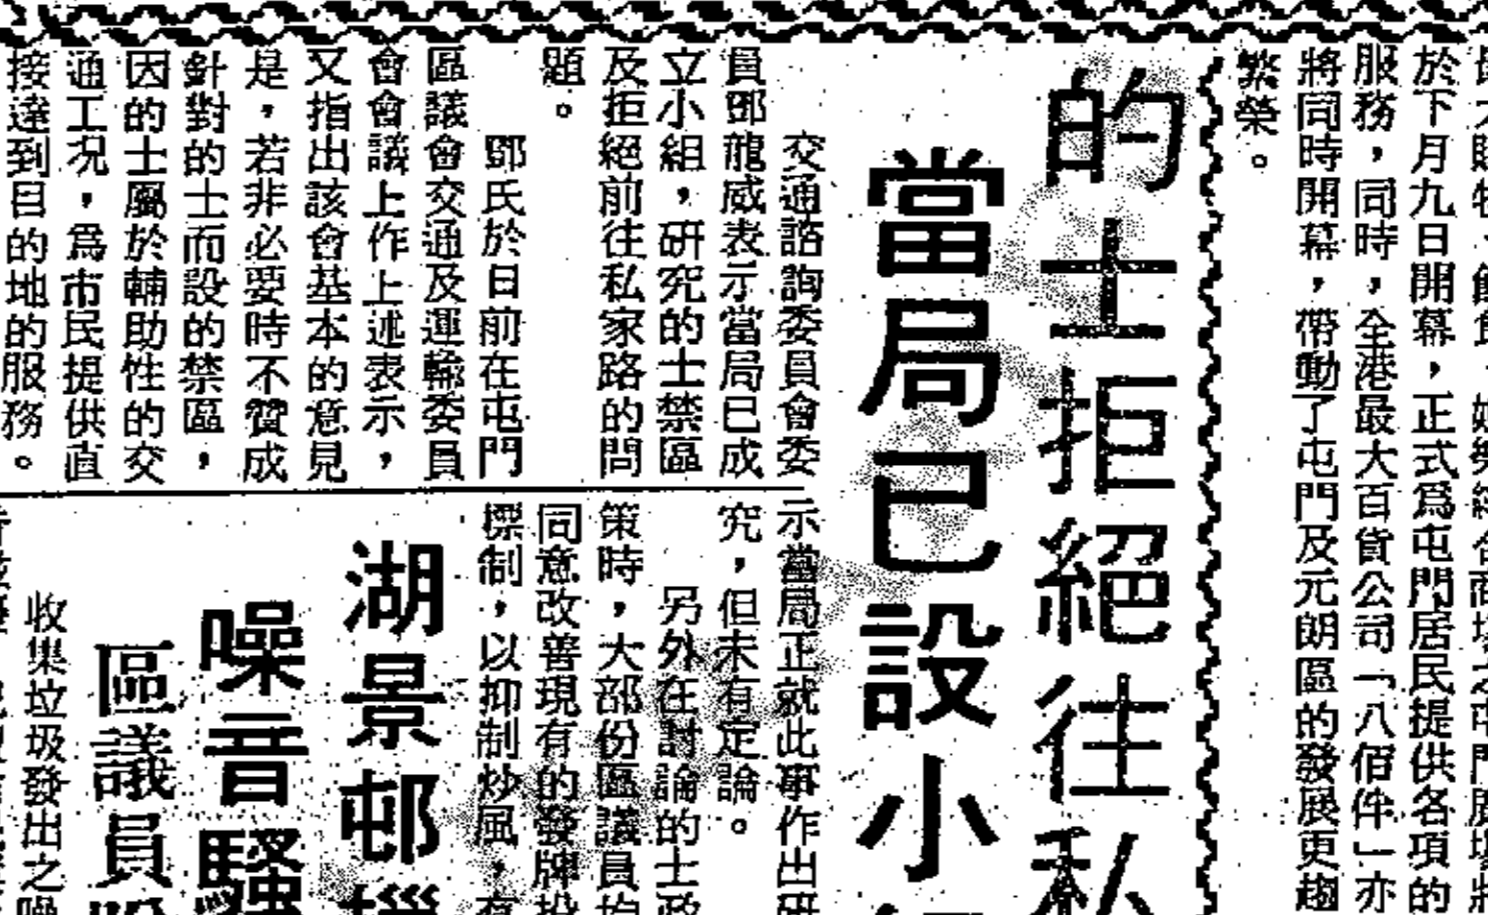 於下月九日開幕，正式爲屯門居民提供各項的
服務，同時，全港最大百貨公司「八佰伴」亦
將同時開幕，帶動了屯門及元朗區的發展更趨
繁榮。
的士拒絕往私
當局已設小
交通諮詢委員會委
員鄧龍威表示當局已成
立小組，研究的士禁區
及拒絕前往私家路的問
題。
鄧氏於日前在屯門
區議會交通及運輸委員
會會議上作上述表示，
又指出該會基本的意見
是，若非必要時不贊成
針對的士而設的禁區，
因的士屬於輔助性的交
通工況，爲市民提供直
接達到目的地的服務。
示當局正就此事作出研
究，但未有定論。
另外在討論的士政
策時，大部份區議員均
同意改善現有的發牌投
標制，以抑制炒風，有
湖景邨
噪音騷
區議員
收集垃圾發出之噪